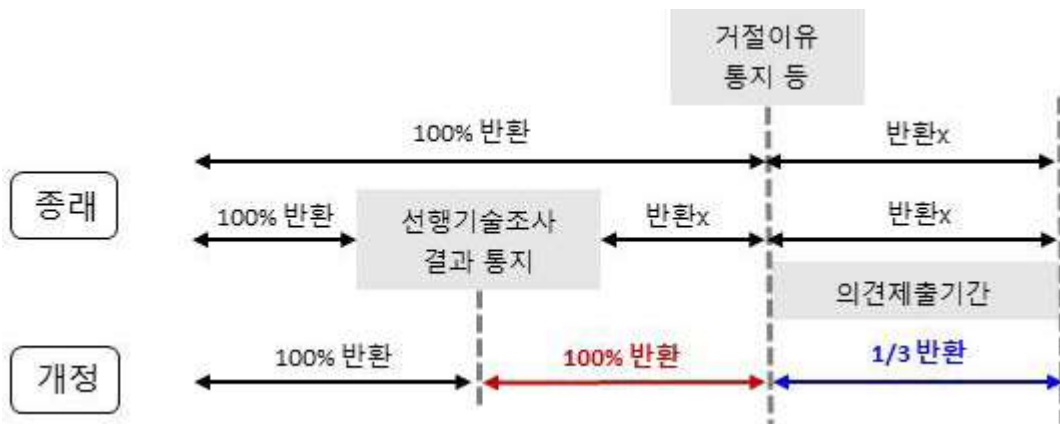 거절이유
통지 등
100% 반환
반환x
종래
100% 반환
선행기술조사
결과 통지
반환x
반환x
의견제출기간
개정
100% 반환
100% 반환
1/3 반환